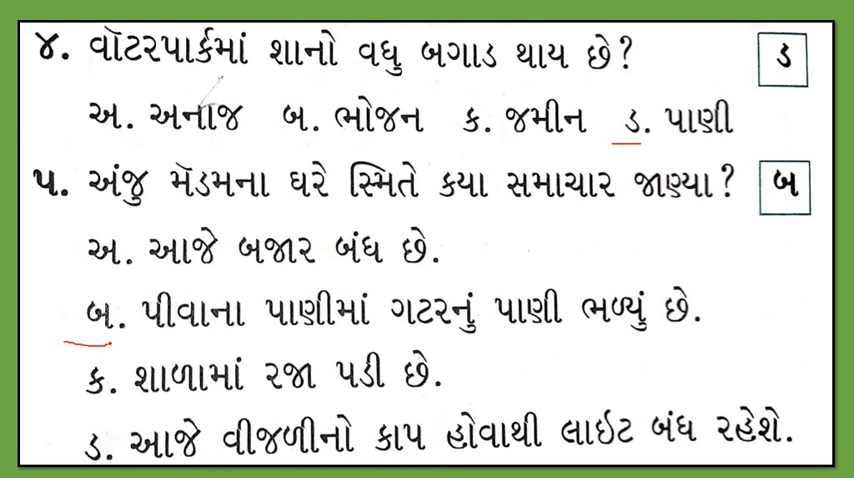 ૪. વૉટરપાર્કમાં શાનો વધુ બગાડ થાય છે? ડ
અ. અનાજ બ. ભોજન ક. જમીન ડ. પાણી
૫. અંજુ મૅડમના ઘરે સ્મિતે કયા સમાચાર જાણ્યા? બ
અ. આજે બજાર બંધ છે.
બ. પીવાના પાણીમાં ગટરનું પાણી ભળ્યું છે.
ક. શાળામાં રજા પડી છે.
ડ. આજે વીજળીનો કાપ હોવાથી લાઇટ બંધ રહેશે.